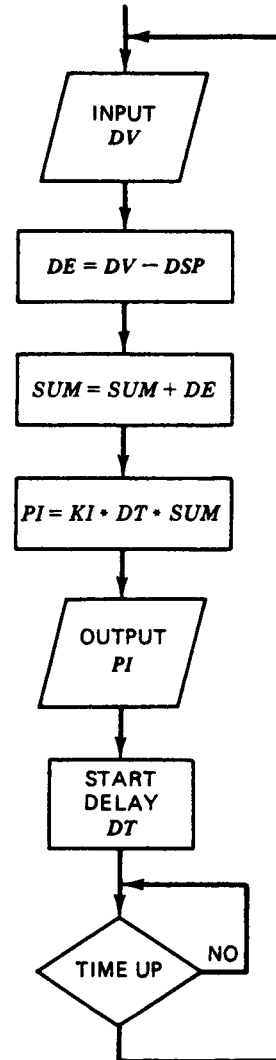 INPUT
DV
DE = DV − DSP
SUM = SUM + DE
PI = KI * DT * SUM
OUTPUT
PI
START
DELAY
DT
TIME UP
NO